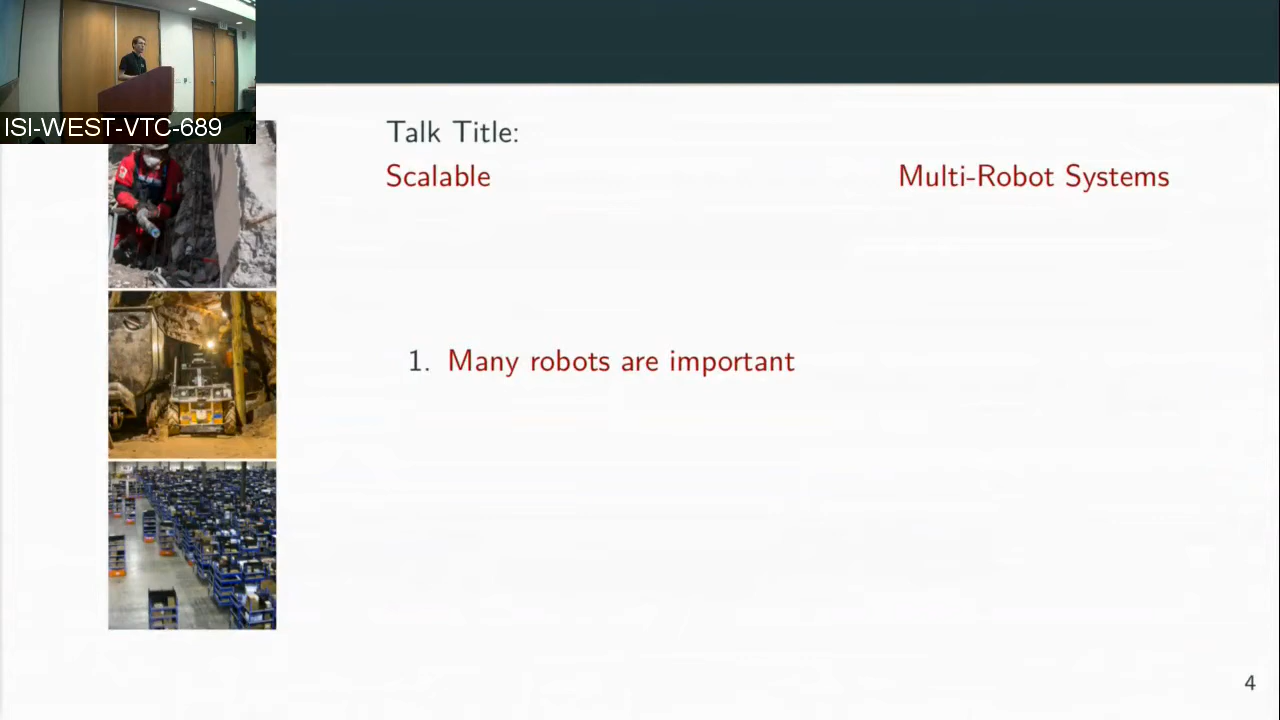 ISI-WEST-VTC-689
Talk Title:
Scalable Multi-Robot Systems
1. Many robots are important
4